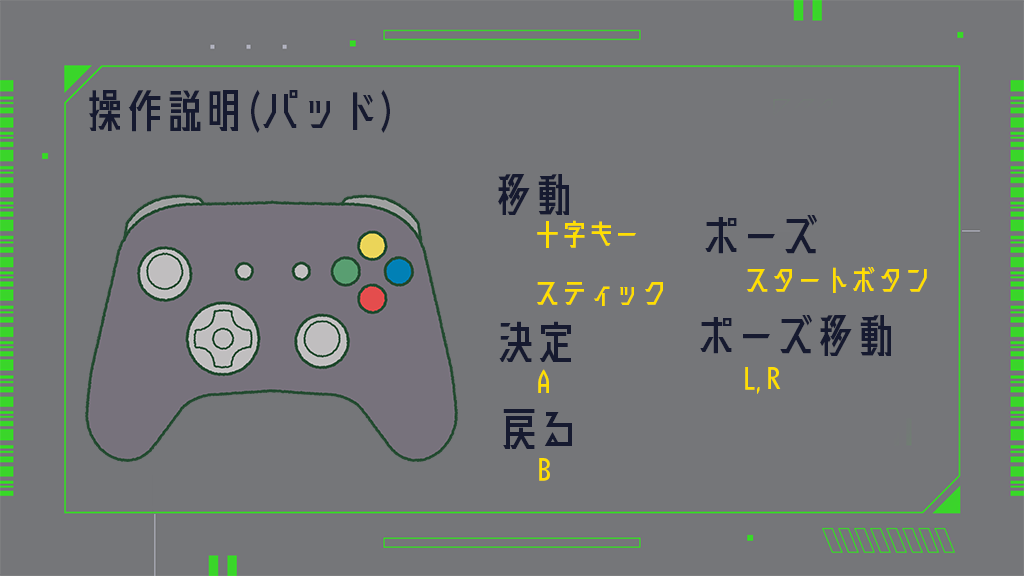 操作説明(パッド)
移動
十字キー
スティック
決定
A
戻る
B
ポーズ
スタートボタン
ポーズ移動
L,R